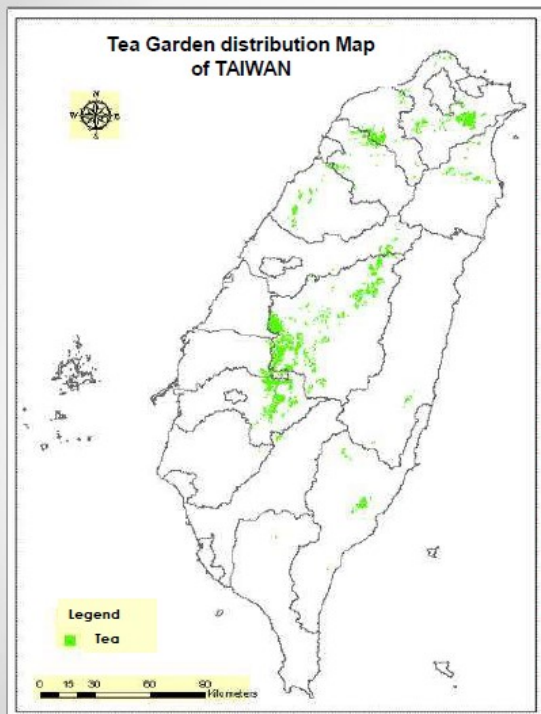 Tea Garden distribution Map
of TAIWAN
N
W E
S
Legend
Tea
0 15 30 60 90
Kilometers